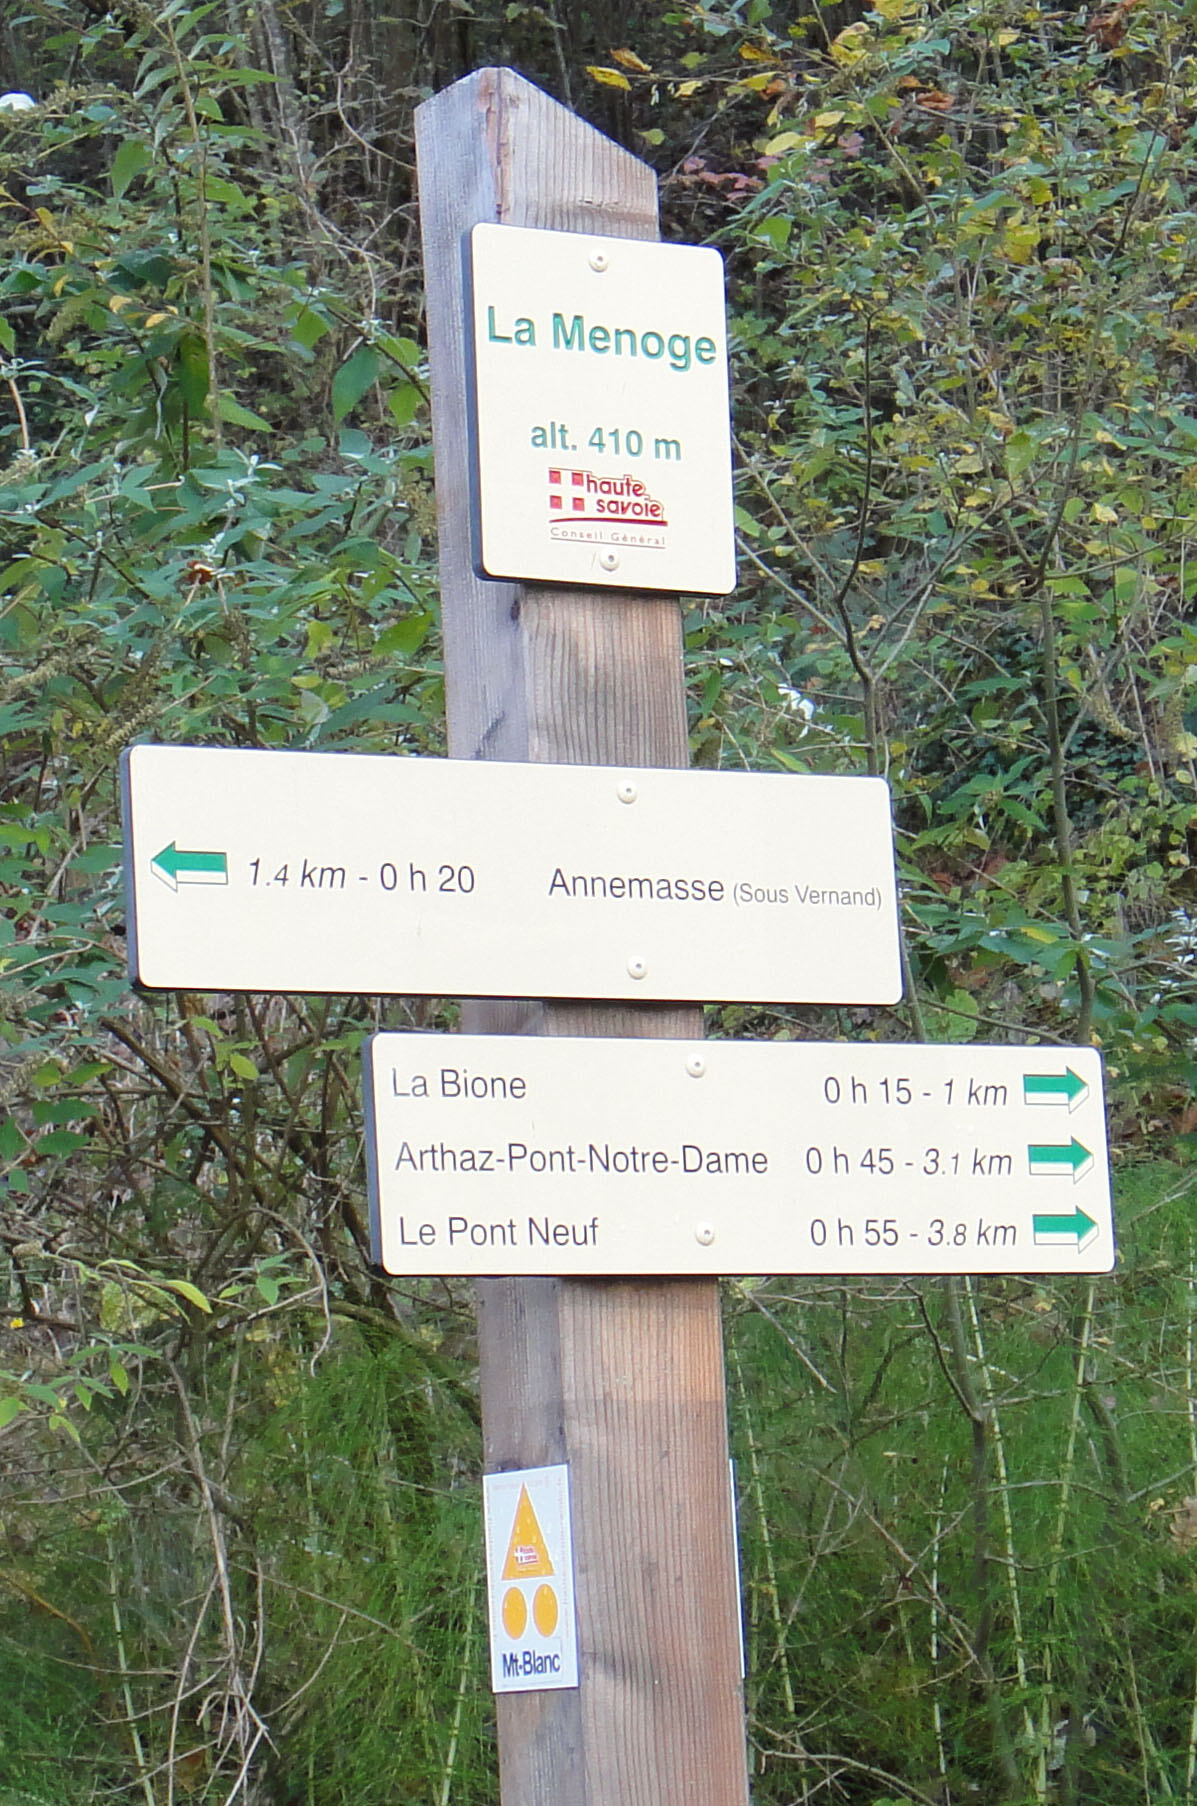 La Menoge
alt. 410 m
haute
savoie
Conseil Général
1.4 km - 0 h 20 Annemasse (Sous Vernand)
La Bione 0 h 15 - 1 km
Arthaz-Pont-Notre-Dame 0 h 45 - 3.1 km
Le Pont Neuf 0 h 55 - 3.8 km
Mt-Blanc